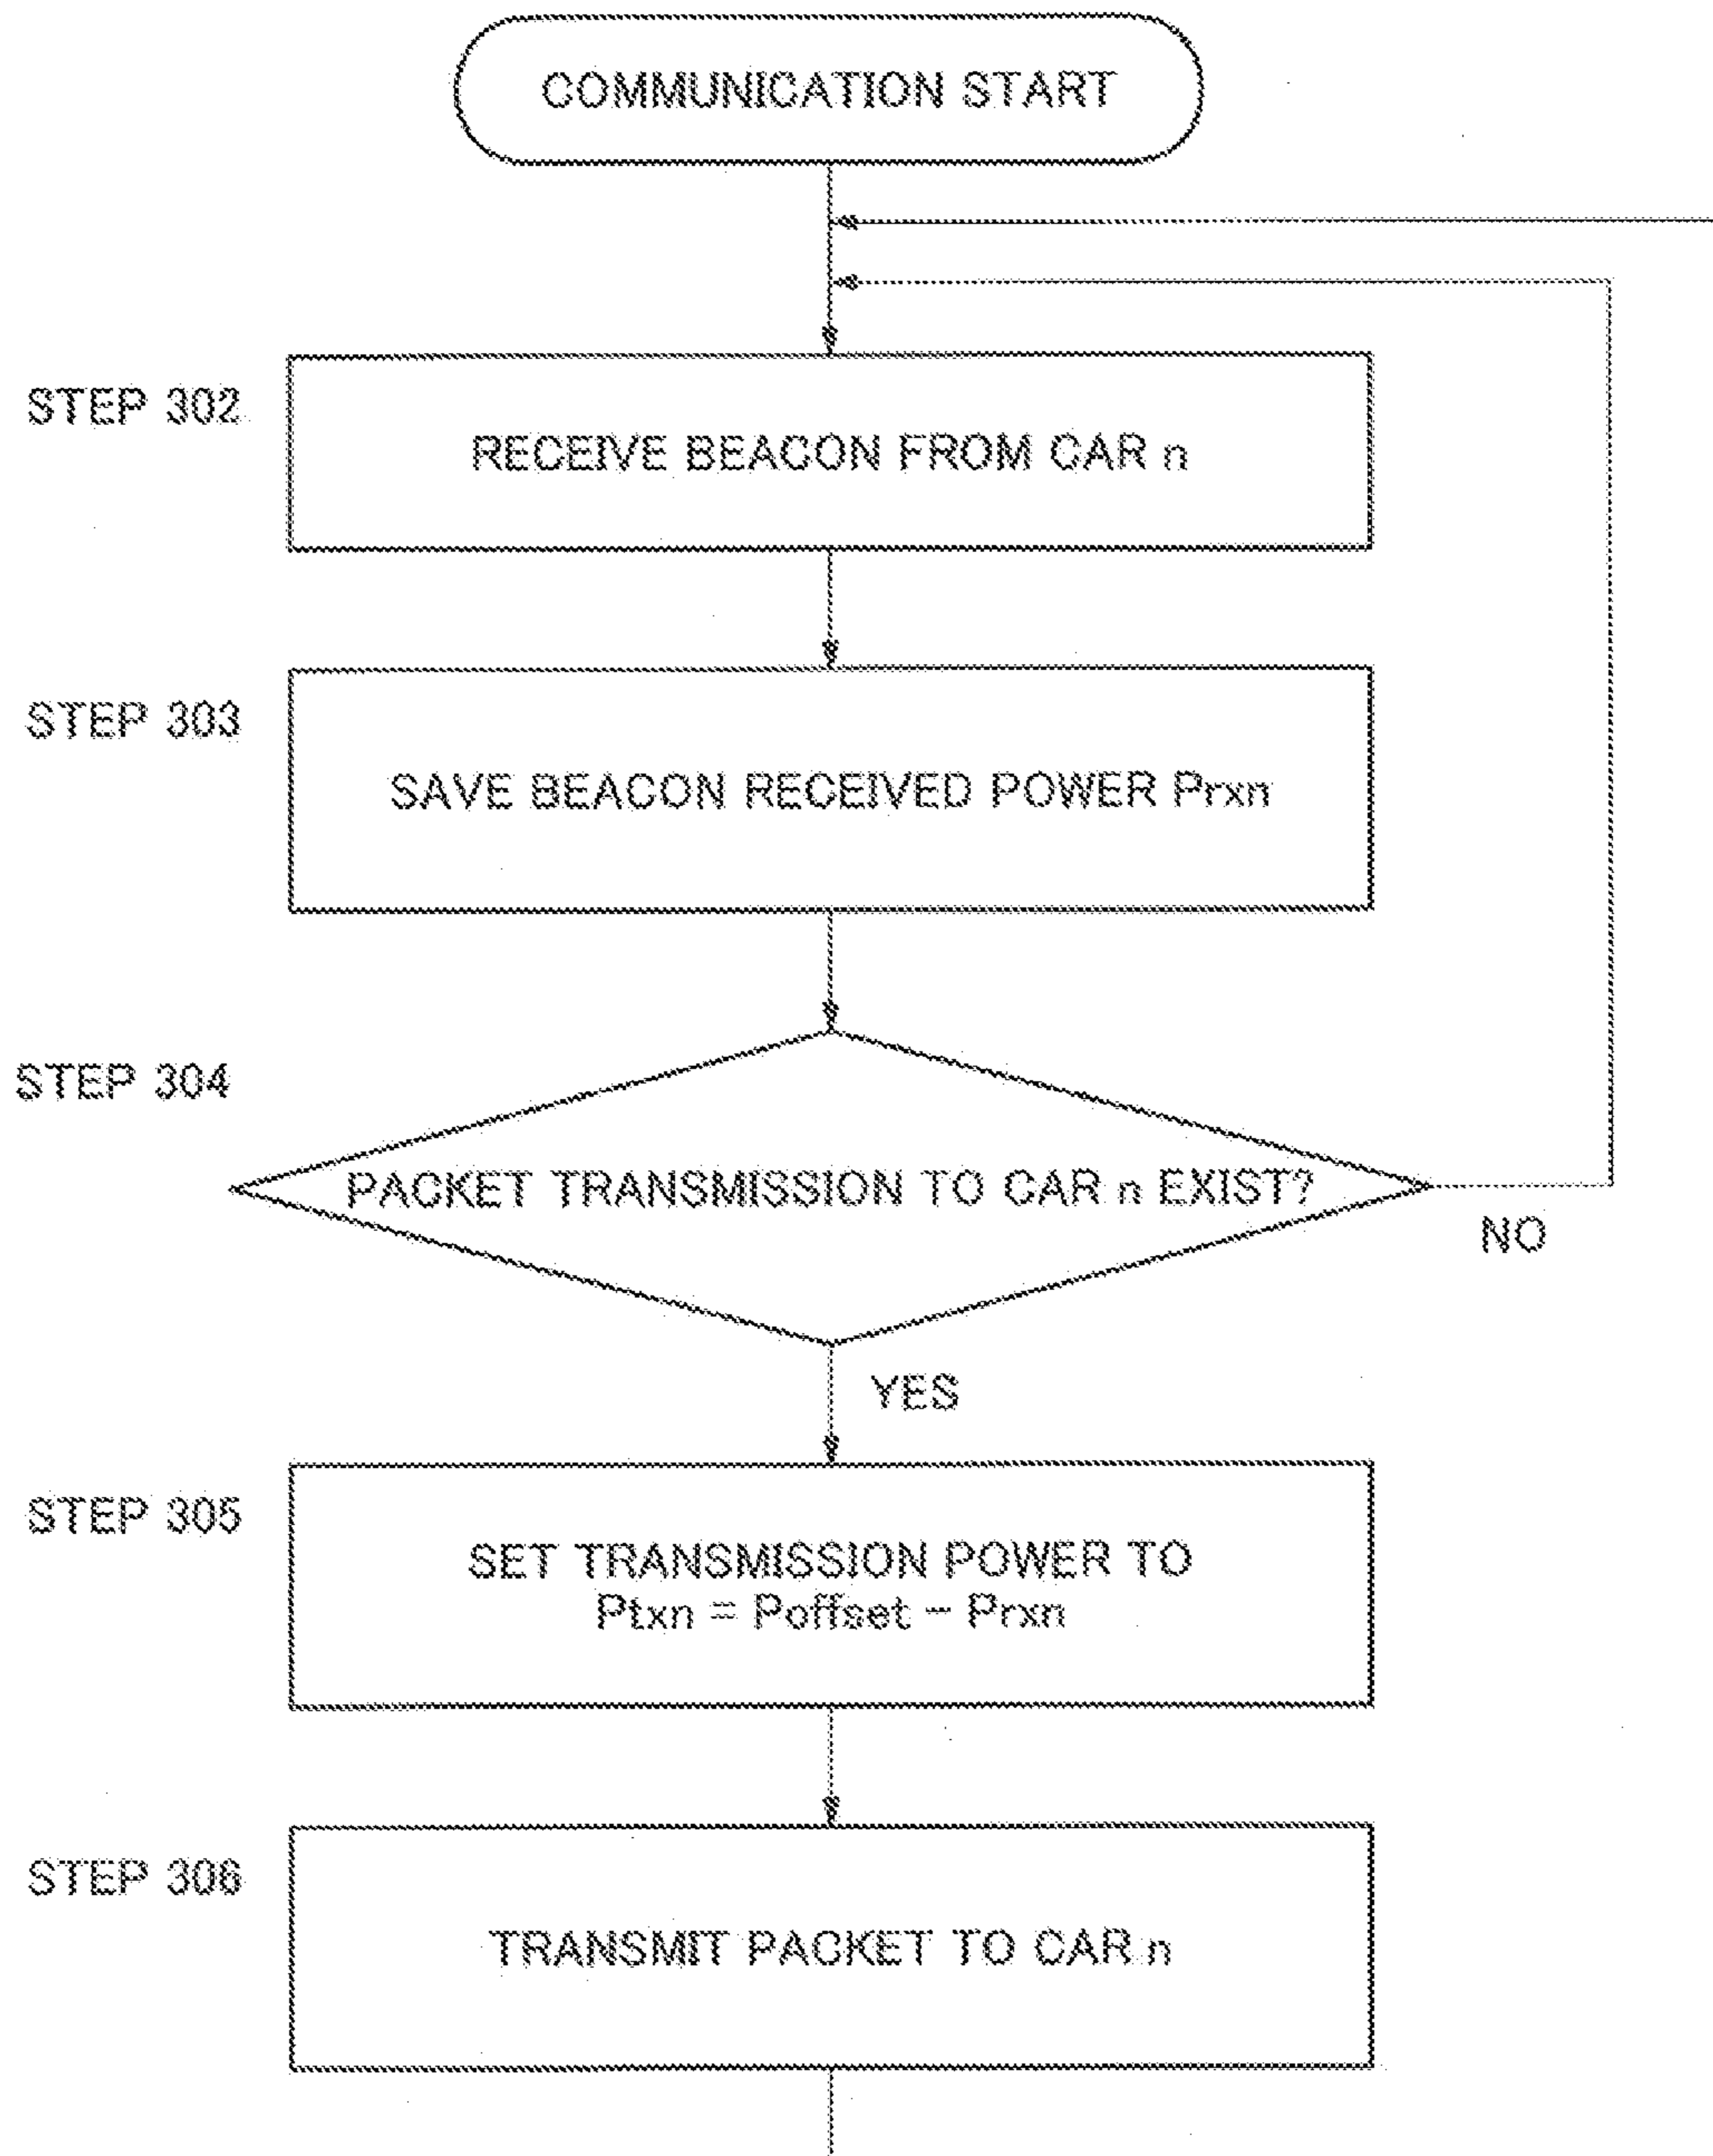 COMMUNICATION START
STEP 302
RECEIVE BEACON FROM CAR n
STEP 303
SAVE BEACON RECEIVED POWER Prxn
STEP 304
PACKET TRANSMISSION TO CAR n EXIST?
NO
YES
STEP 305
SET TRANSMISSION POWER TO
Ptxn = Poffset - Prxn
STEP 306
TRANSMIT PACKET TO CAR n